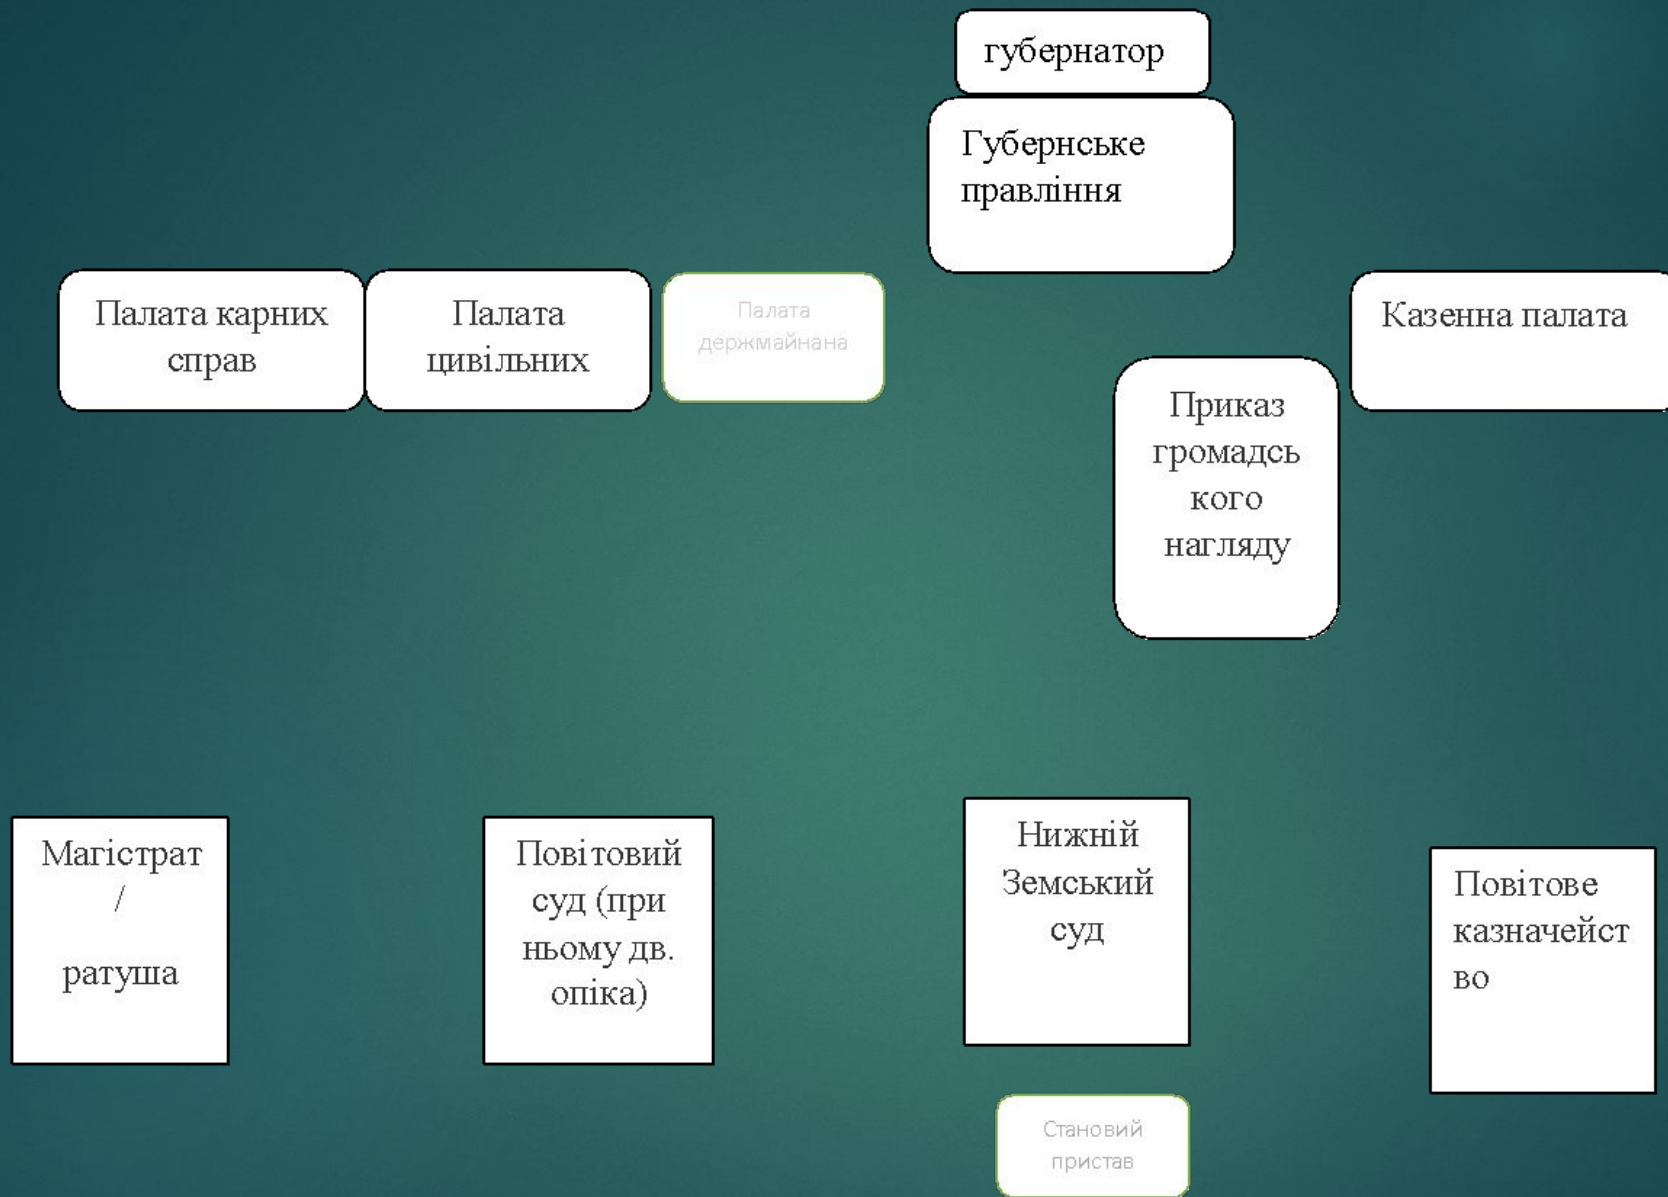 губернатор
Губернське
правління
Палата карних
справ
Палата
цивільних
Палата
держмайнана
Казенна палата
Приказ
громадсь
кого
нагляду
Магістрат
/
ратуша
Повітовий
суд (при
ньому дв.
опіка)
Нижній
Земський
суд
Повітове
казначейст
во
Становий
пристав